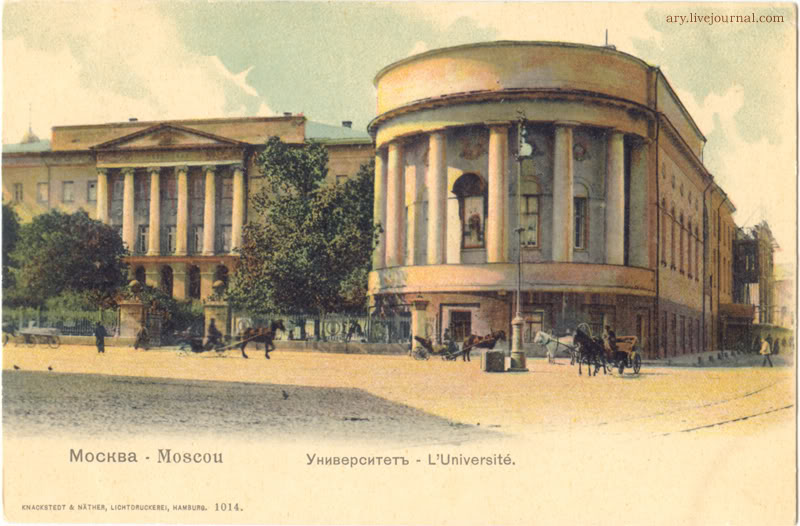 ary.livejournal.com
Москва - Moscou
Университетъ - L'Université.
KNACKSTEDT & NÄTHER, LICHTDRUCKEREI, HAMBURG. 1014.